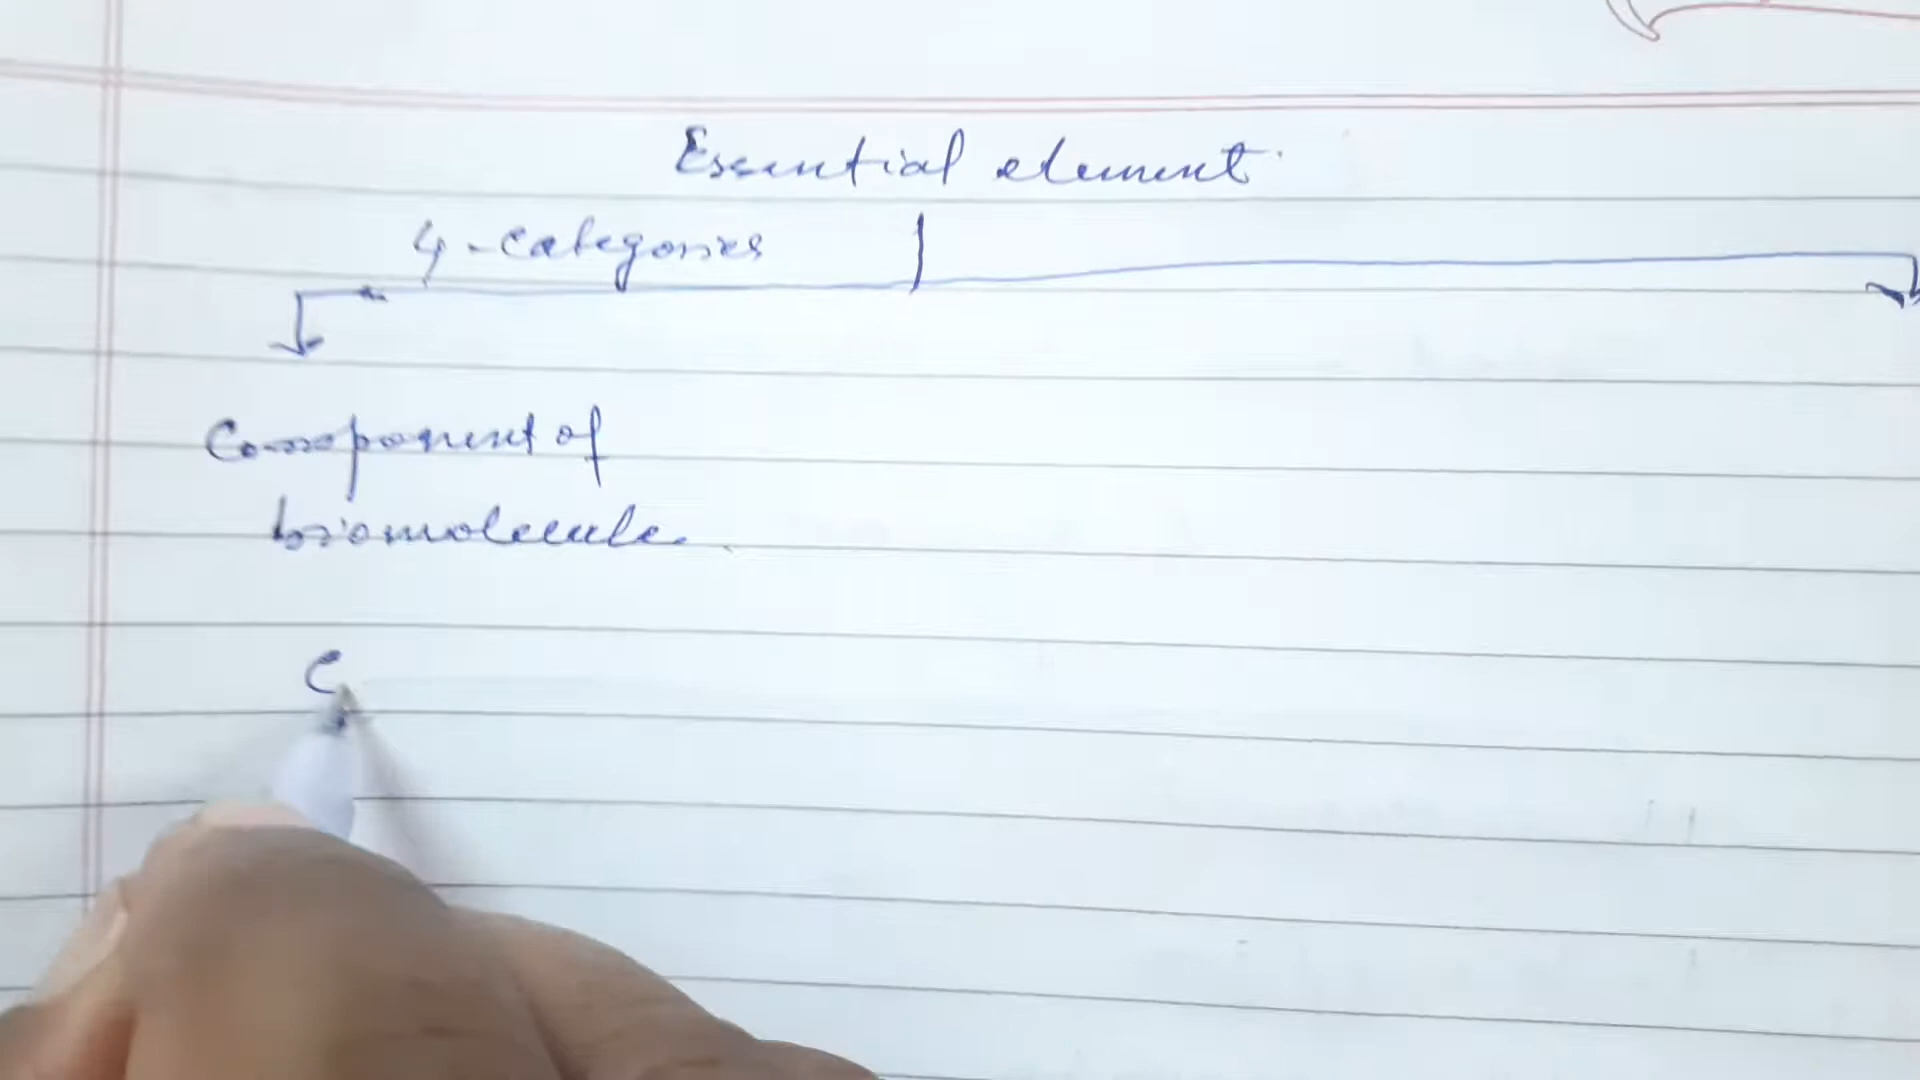 Essential element.
4-categories
Component of
biomolecule.
C